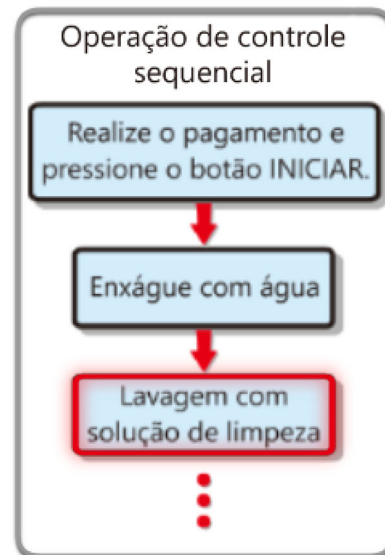 Operação de controle
sequencial
Realize o pagamento e
pressione o botão INICIAR.
Enxágue com água
Lavagem com
solução de limpeza